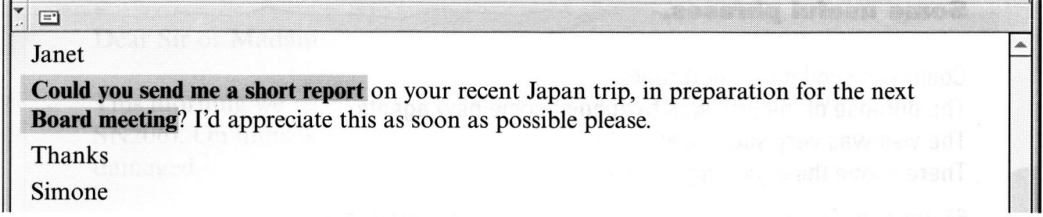 Janet
Could you send me a short report on your recent Japan trip, in preparation for the next
Board meeting? I'd appreciate this as soon as possible please.
Thanks
Simone